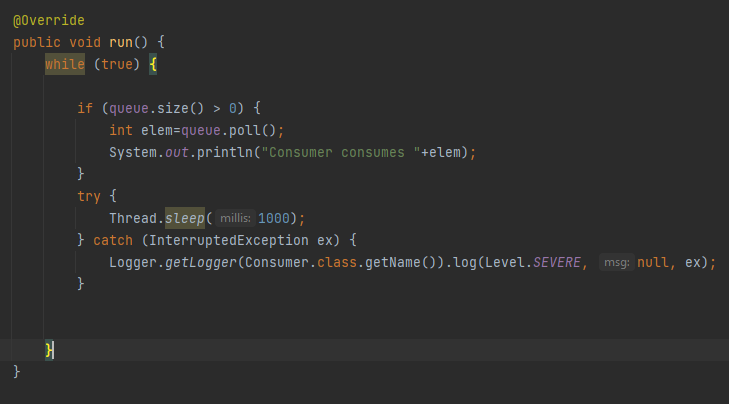 @Override
public void run() {
    while (true) {

        if (queue.size() > 0) {
            int elem=queue.poll();
            System.out.println("Consumer consumes "+elem);
        }
        try {
            Thread.sleep( millis: 1000);
        } catch (InterruptedException ex) {
            Logger.getLogger(Consumer.class.getName()).log(Level.SEVERE, msg: null, ex);
        }


    }
}